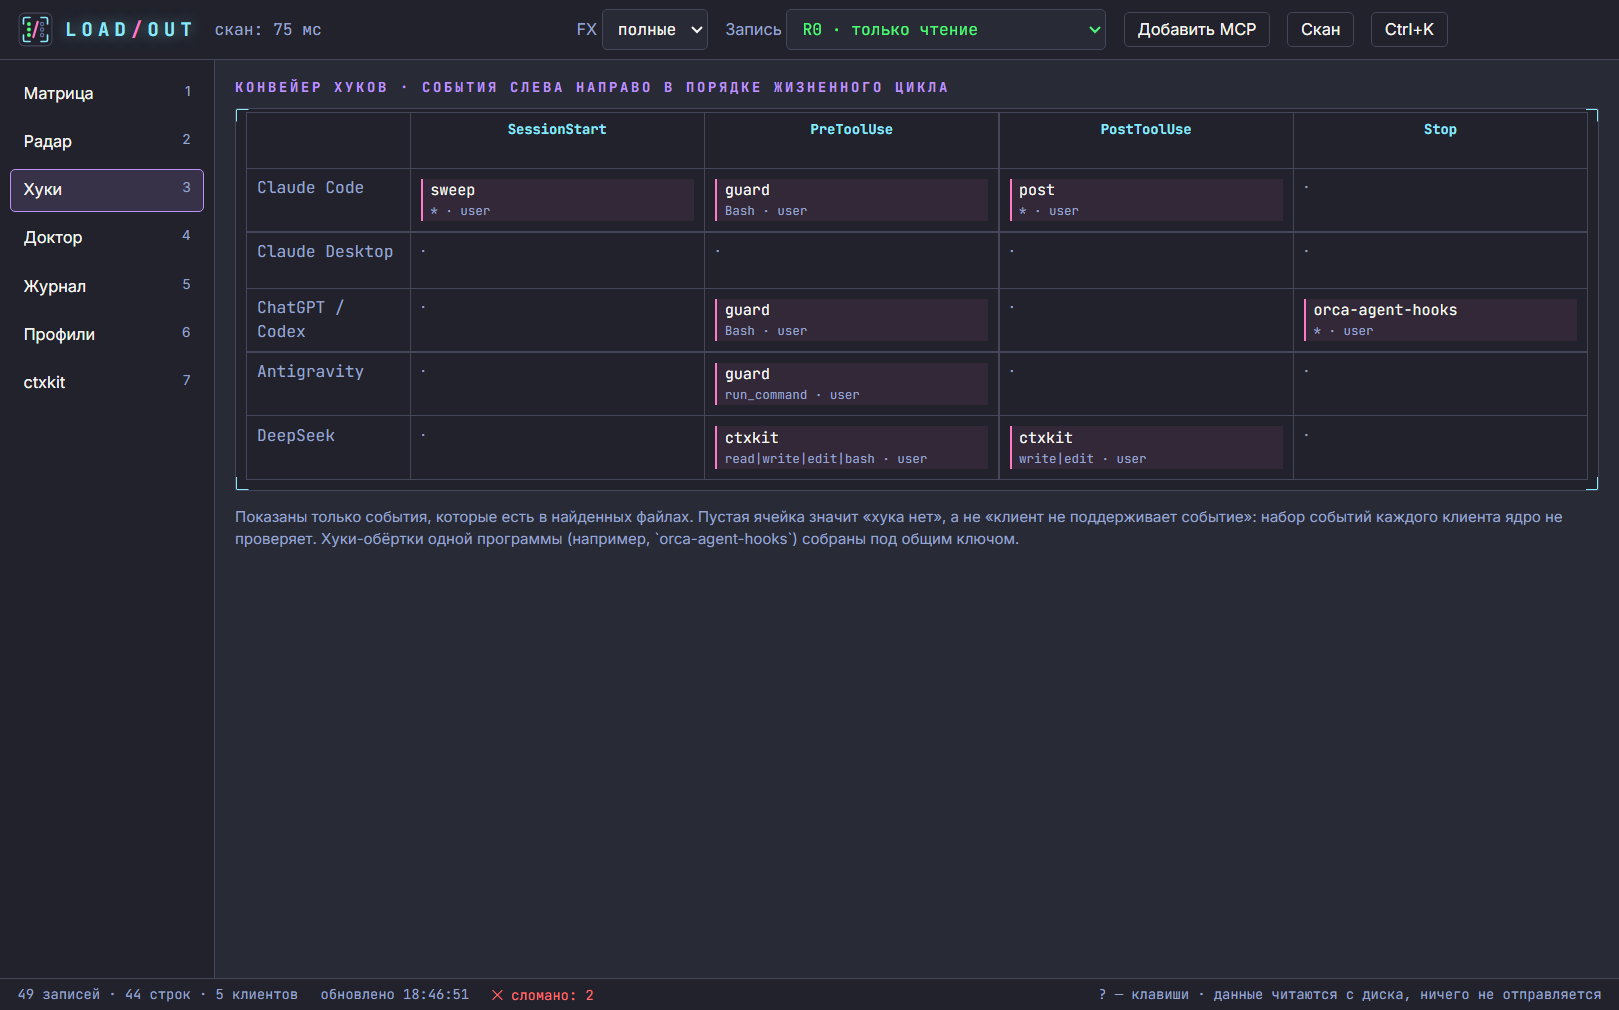 LOAD/OUT скан: 75 мс FX полные Запись R0 · только чтение Добавить MCP Скан Ctrl+K
Матрица 1
Радар 2
Хуки 3
Доктор 4
Журнал 5
Профили 6
ctxkit 7
КОНВЕЙЕР ХУКОВ · СОБЫТИЯ СЛЕВА НАПРАВО В ПОРЯДКЕ ЖИЗНЕННОГО ЦИКЛА
SessionStart PreToolUse PostToolUse Stop
Claude Code sweep guard post ·
* · user Bash · user * · user
Claude Desktop · · · ·
ChatGPT / · guard · orca-agent-hooks
Codex Bash · user * · user
Antigravity · guard · ·
run_command · user
DeepSeek · ctxkit ctxkit ·
read|write|edit|bash · user write|edit · user
Показаны только события, которые есть в найденных файлах. Пустая ячейка значит «хука нет», а не «клиент не поддерживает событие»: набор событий каждого клиента ядро не
проверяет. Хуки-обёртки одной программы (например, `orca-agent-hooks`) собраны под общим ключом.
49 записей · 44 строк · 5 клиентов обновлено 18:46:51 ✕ сломано: 2 ? — клавиши · данные читаются с диска, ничего не отправляется